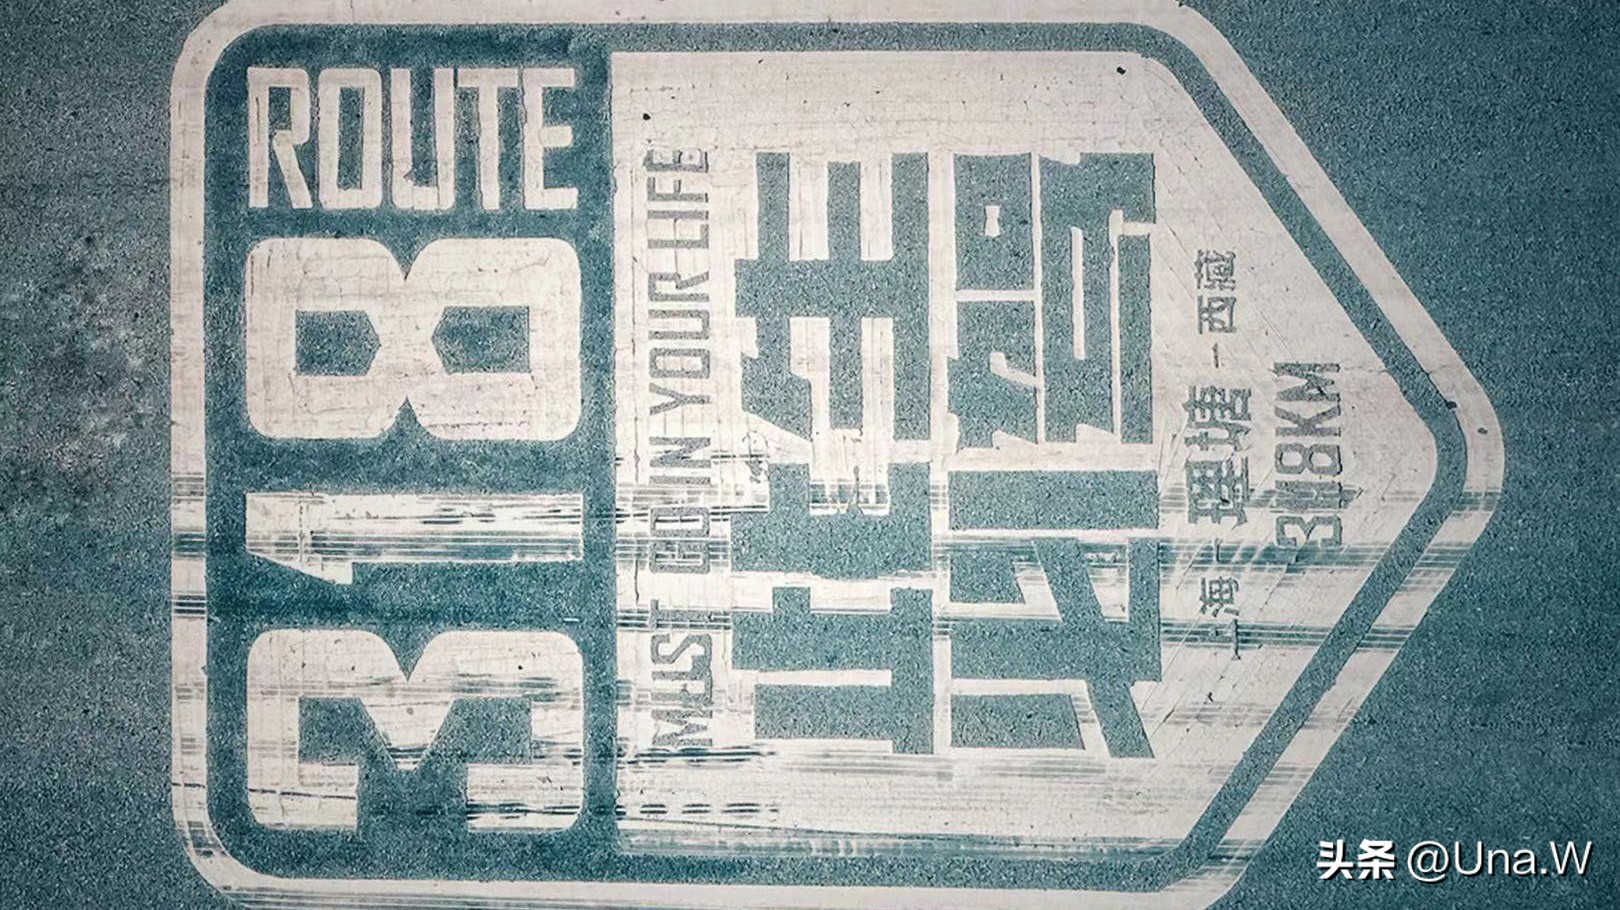 ROUTE
318
MUST GO IN YOUR LIFE
此生
必驾
上海 – 理塘 – 西藏
头条 @Una.W